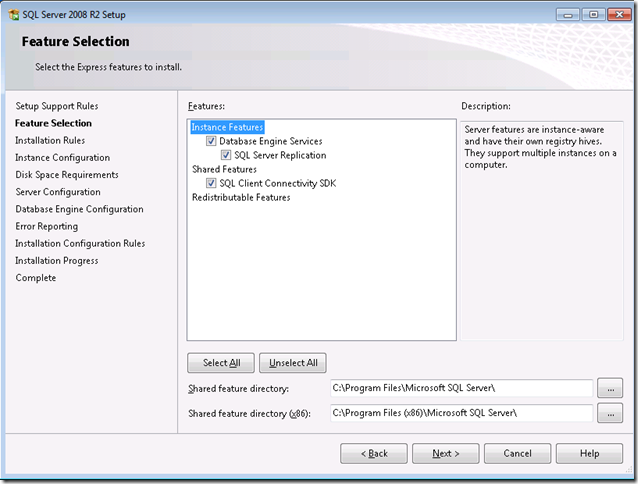 SQL Server 2008 R2 Setup
Feature Selection
Select the Express features to install.
Setup Support Rules
Feature Selection
Installation Rules
Instance Configuration
Disk Space Requirements
Server Configuration
Database Engine Configuration
Error Reporting
Installation Configuration Rules
Installation Progress
Complete
Features:
Instance Features
Database Engine Services
SQL Server Replication
Shared Features
SQL Client Connectivity SDK
Redistributable Features
Description:
Server features are instance-aware
and have their own registry hives.
They support multiple instances on a
computer.
Select All
Unselect All
Shared feature directory:
C:\Program Files\Microsoft SQL Server\
...
Shared feature directory (x86):
C:\Program Files (x86)\Microsoft SQL Server\
...
< Back
Next >
Cancel
Help